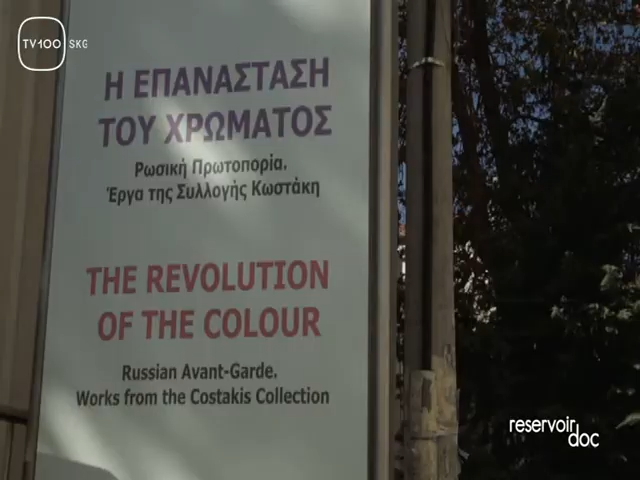 TV100 SKG
Η ΕΠΑΝΑΣΤΑΣΗ
ΤΟΥ ΧΡΩΜΑΤΟΣ
Ρωσική Πρωτοπορία.
Έργα της Συλλογής Κωστάκη
THE REVOLUTION
OF THE COLOUR
Russian Avant-Garde.
Works from the Costakis Collection
reservoir
doc